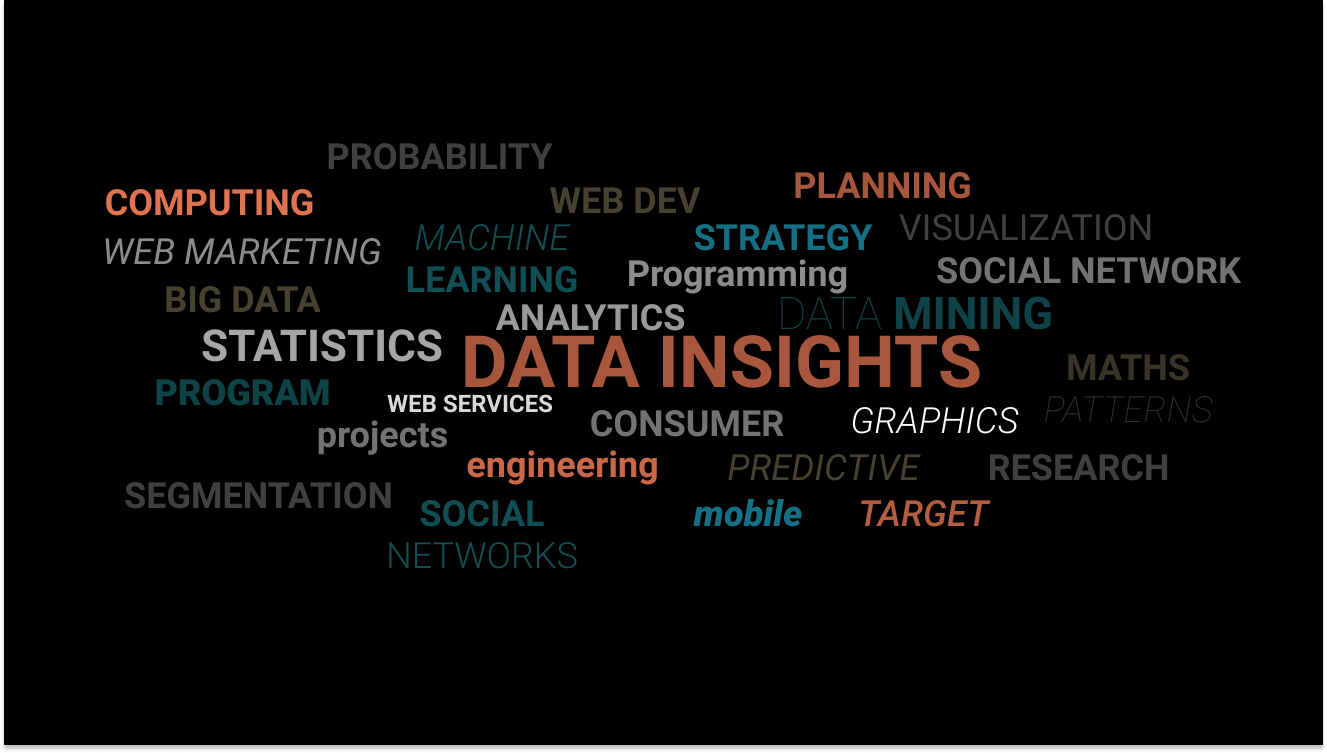 PROBABILITY
PLANNING
COMPUTING
WEB DEV
VISUALIZATION
WEB MARKETING
MACHINE
LEARNING
STRATEGY
Programming
SOCIAL NETWORK
BIG DATA
ANALYTICS
DATA MINING
STATISTICS
DATA INSIGHTS
MATHS
PROGRAM
WEB SERVICES
PATTERNS
projects
CONSUMER
GRAPHICS
engineering
PREDICTIVE
RESEARCH
SEGMENTATION
SOCIAL
NETWORKS
mobile
TARGET